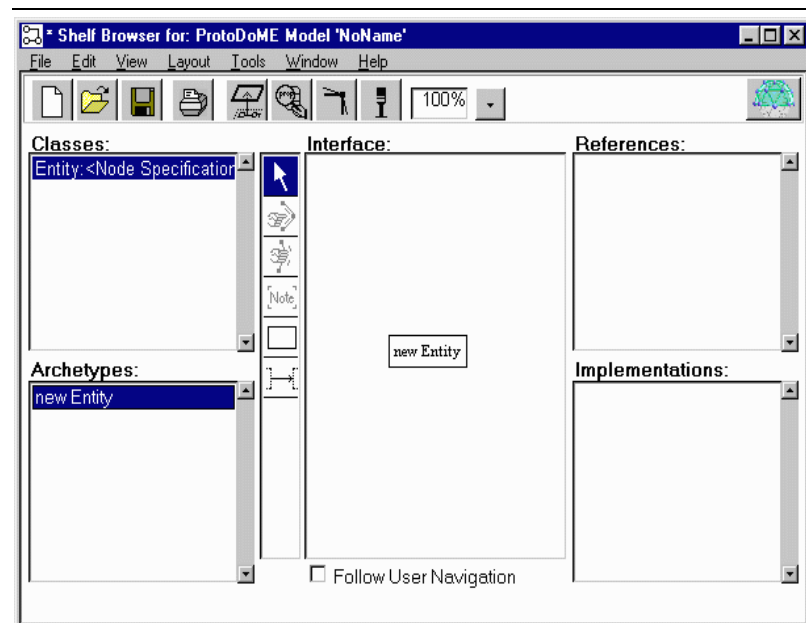 * Shelf Browser for: ProtoDoME Model 'NoName'
File Edit View Layout Tools Window Help
100%
Classes:
Entity:<Node Specification
Interface:
References:
[Note]
new Entity
Archetypes:
new Entity
Implementations:
Follow User Navigation